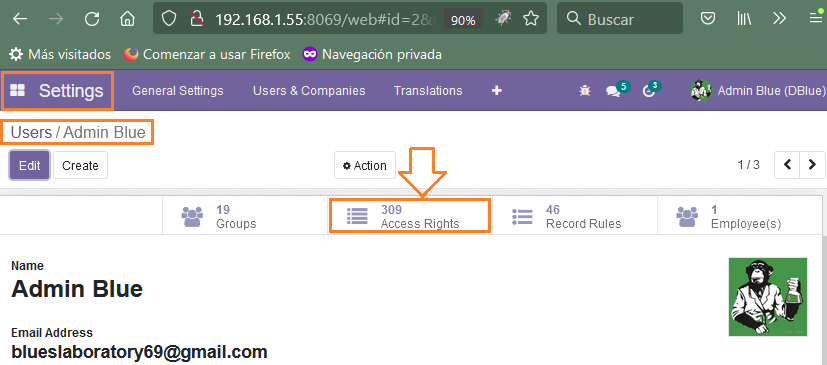 192.168.1.55:8069/web#id=2&
90%
Buscar
Más visitados
Comenzar a usar Firefox
Navegación privada
Settings
General Settings
Users & Companies
Translations
5
3
Admin Blue (DBlue)
Users / Admin Blue
Edit
Create
Action
1 / 3
19
Groups
309
Access Rights
46
Record Rules
1
Employee(s)
Name
Admin Blue
Email Address
blueslaboratory69@gmail.com